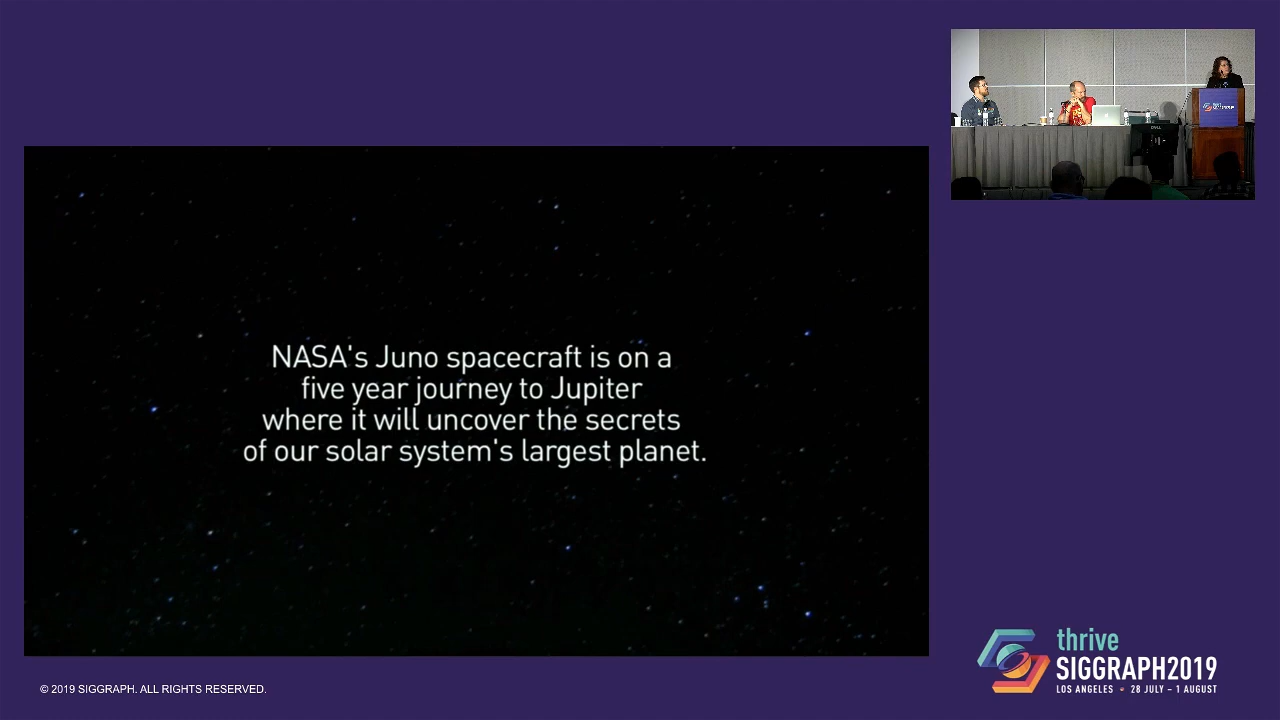 NASA's Juno spacecraft is on a
five year journey to Jupiter
where it will uncover the secrets
of our solar system's largest planet.
© 2019 SIGGRAPH. ALL RIGHTS RESERVED.
thrive
SIGGRAPH2019
LOS ANGELES • 28 JULY – 1 AUGUST